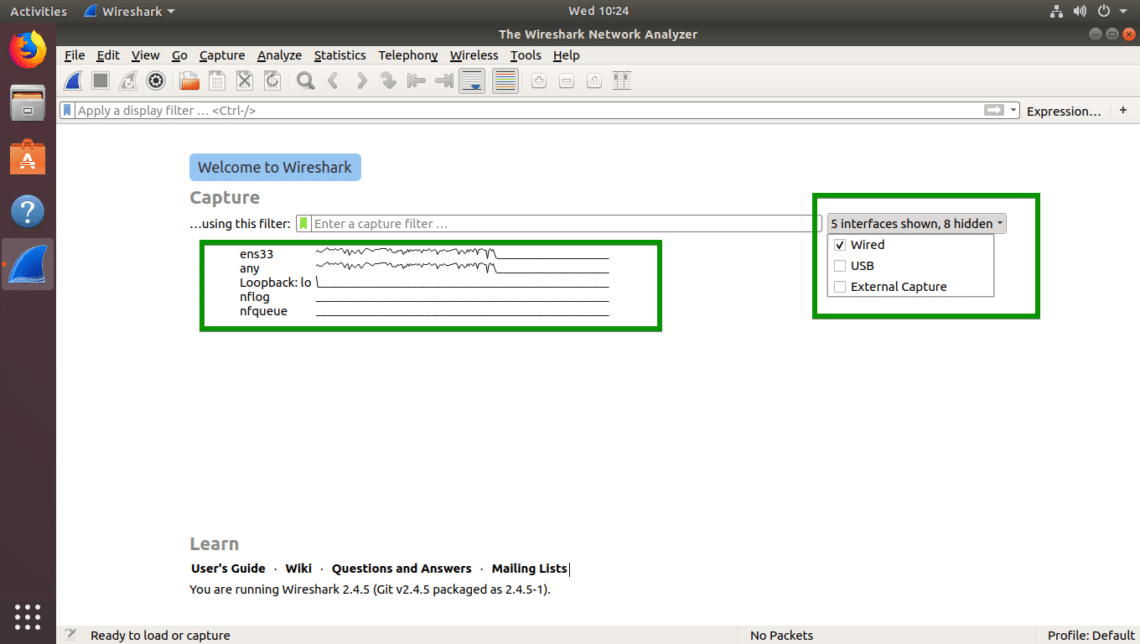 Activities Wireshark Wed 10:24
The Wireshark Network Analyzer
File Edit View Go Capture Analyze Statistics Telephony Wireless Tools Help
Apply a display filter … <Ctrl-/> Expression… +
Welcome to Wireshark
Capture
…using this filter: Enter a capture filter … 5 interfaces shown, 8 hidden
Wired
USB
External Capture
ens33
any
Loopback: lo
nflog
nfqueue
Learn
User's Guide · Wiki · Questions and Answers · Mailing Lists
You are running Wireshark 2.4.5 (Git v2.4.5 packaged as 2.4.5-1).
Ready to load or capture No Packets Profile: Default